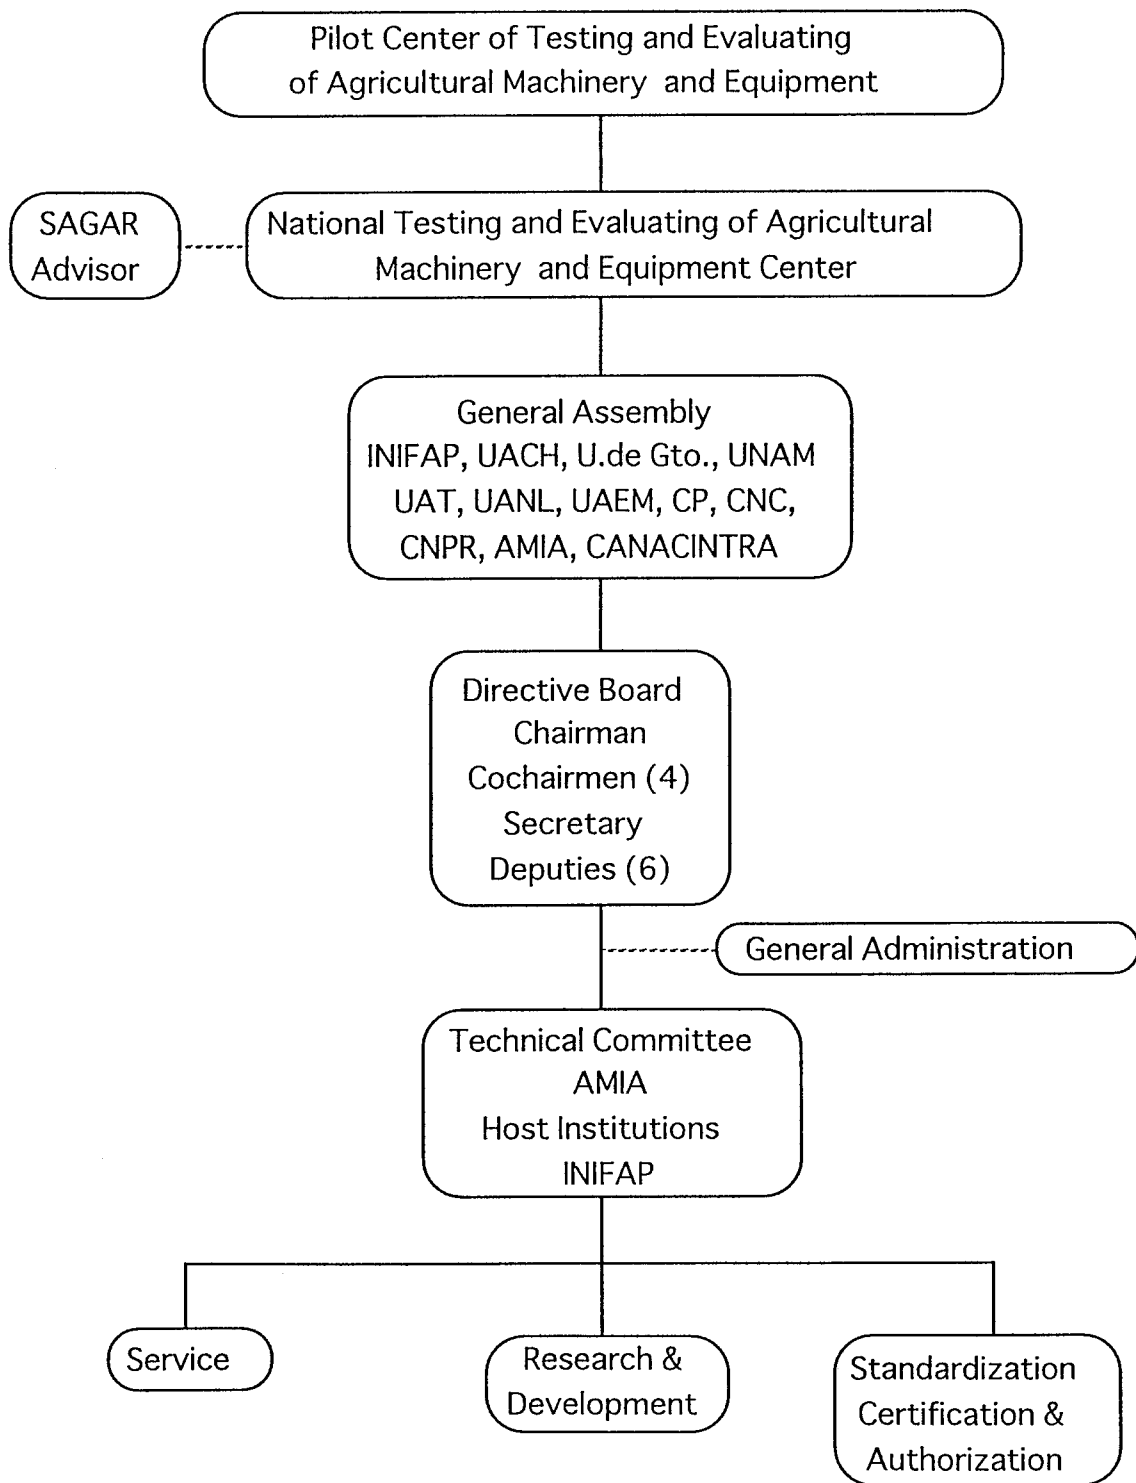 Pilot Center of Testing and Evaluating
of Agricultural Machinery and Equipment
SAGAR
Advisor
National Testing and Evaluating of Agricultural
Machinery and Equipment Center
General Assembly
INIFAP, UACH, U.de Gto., UNAM
UAT, UANL, UAEM, CP, CNC,
CNPR, AMIA, CANACINTRA
Directive Board
Chairman
Cochairmen (4)
Secretary
Deputies (6)
General Administration
Technical Committee
AMIA
Host Institutions
INIFAP
Service
Research &
Development
Standardization
Certification &
Authorization